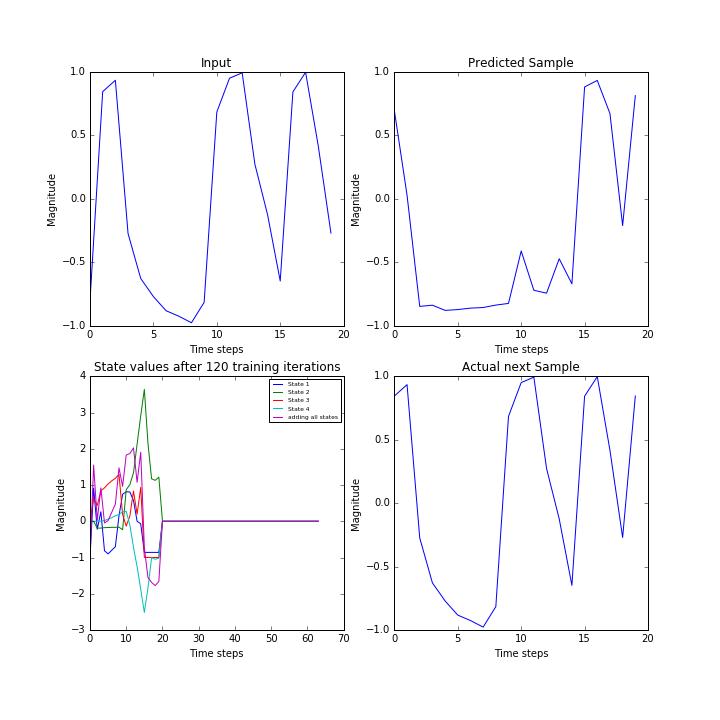 Input
1.0
0.5
0.0
−0.5
−1.0
Magnitude
0 5 10 15 20
Time steps
Predicted Sample
1.0
0.5
0.0
−0.5
−1.0
Magnitude
0 5 10 15 20
Time steps
State values after 120 training iterations
4
3
2
1
0
−1
−2
−3
Magnitude
State 1
State 2
State 3
State 4
adding all states
0 10 20 30 40 50 60 70
Time steps
Actual next Sample
1.0
0.5
0.0
−0.5
−1.0
Magnitude
0 5 10 15 20
Time steps